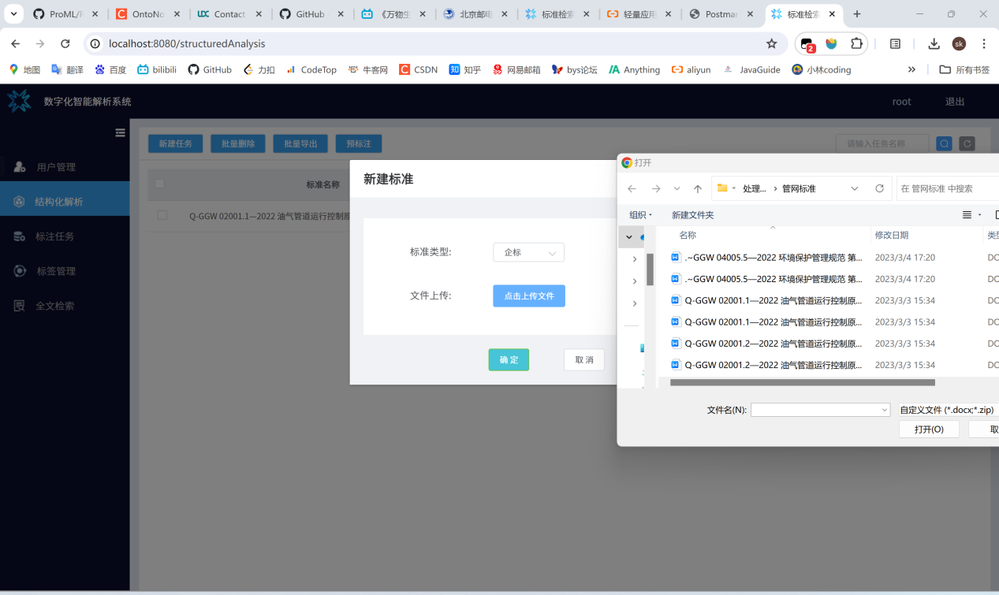 ProML/F
OntoNo
Contact
GitHub
《万物生
北京邮电
标准检索
轻量应用
Postman
标准检索
localhost:8080/structuredAnalysis
2
sk
地图
翻译
百度
bilibili
GitHub
力扣
CodeTop
牛客网
CSDN
知乎
网易邮箱
bys论坛
Anything
aliyun
JavaGuide
小林coding
所有书签
数字化智能解析系统
root
退出
用户管理
结构化解析
标注任务
标签管理
全文检索
新建任务
批量删除
批量导出
预标注
请输入任务名称
标准名称
Q-GGW 02001.1—2022 油气管道运行控制原
新建标准
标准类型:
企标
文件上传:
点击上传文件
确 定
取 消
打开
处理...
管网标准
在 管网标准 中搜索
组织
新建文件夹
名称
修改日期
类型
.~GGW 04005.5—2022 环境保护管理规范 第...
2023/3/4 17:20
DO
.~GGW 04005.5—2022 环境保护管理规范 第...
2023/3/4 17:20
DO
Q-GGW 02001.1—2022 油气管道运行控制原...
2023/3/3 15:34
DO
Q-GGW 02001.1—2022 油气管道运行控制原...
2023/3/3 15:34
DO
Q-GGW 02001.2—2022 油气管道运行控制原...
2023/3/3 15:34
DO
Q-GGW 02001.2—2022 油气管道运行控制原...
2023/3/3 15:34
DO
文件名(N):
自定义文件 (*.docx;*.zip)
打开(O)
取